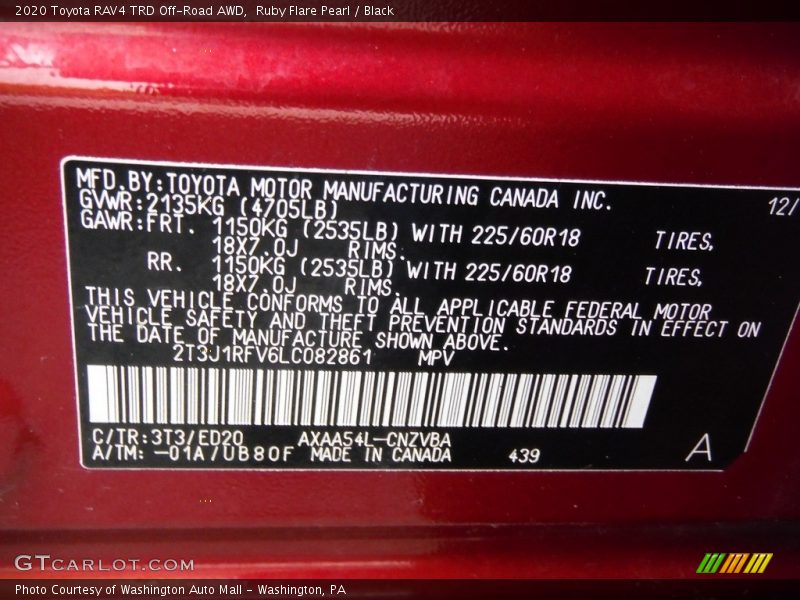 2020 Toyota RAV4 TRD Off-Road AWD,  Ruby Flare Pearl / Black
MFD.BY:TOYOTA MOTOR MANUFACTURING CANADA INC. 12/
GVWR:2135KG (4705LB)
GAWR:FRT. 1150KG (2535LB) WITH 225/60R18 TIRES,
18X7.0J RIMS.
RR. 1150KG (2535LB) WITH 225/60R18 TIRES,
18X7.0J RIMS.
THIS VEHICLE CONFORMS TO ALL APPLICABLE FEDERAL MOTOR
VEHICLE SAFETY AND THEFT PREVENTION STANDARDS IN EFFECT ON
THE DATE OF MANUFACTURE SHOWN ABOVE.
2T3J1RFV6LC082861 MPV
C/TR:3T3/ED20 AXAA54L-CNZVBA
A/TM: -01A/UB80F MADE IN CANADA 439 A
GTCARLOT.COM
Photo Courtesy of Washington Auto Mall - Washington, PA